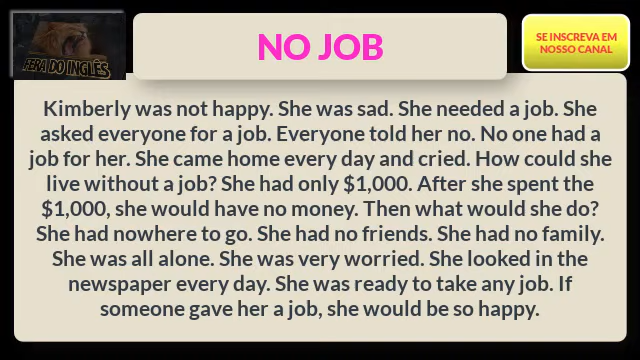 FERA DO INGLÊS
NO JOB
SE INSCREVA EM
NOSSO CANAL
Kimberly was not happy. She was sad. She needed a job. She
asked everyone for a job. Everyone told her no. No one had a
job for her. She came home every day and cried. How could she
live without a job? She had only $1,000. After she spent the
$1,000, she would have no money. Then what would she do?
She had nowhere to go. She had no friends. She had no family.
She was all alone. She was very worried. She looked in the
newspaper every day. She was ready to take any job. If
someone gave her a job, she would be so happy.